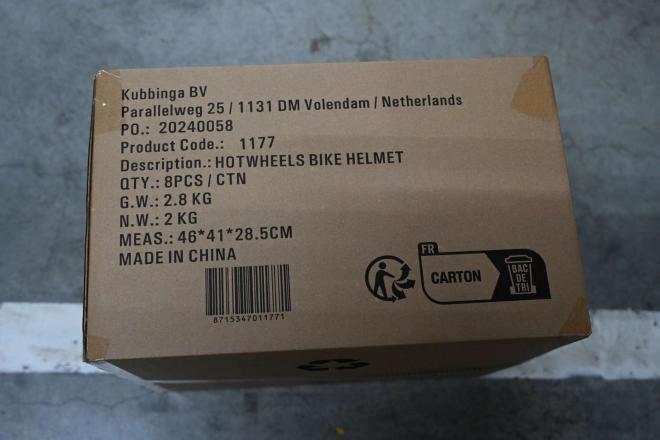 Kubbinga BV
Parallelweg 25 / 1131 DM Volendam / Netherlands
PO.: 20240058
Product Code.: 1177
Description.: HOTWHEELS BIKE HELMET
QTY.: 8PCS / CTN
G.W.: 2.8 KG
N.W.: 2 KG
MEAS.: 46*41*28.5CM
MADE IN CHINA
8715347011771
FR
CARTON
BAC
DE
TRI